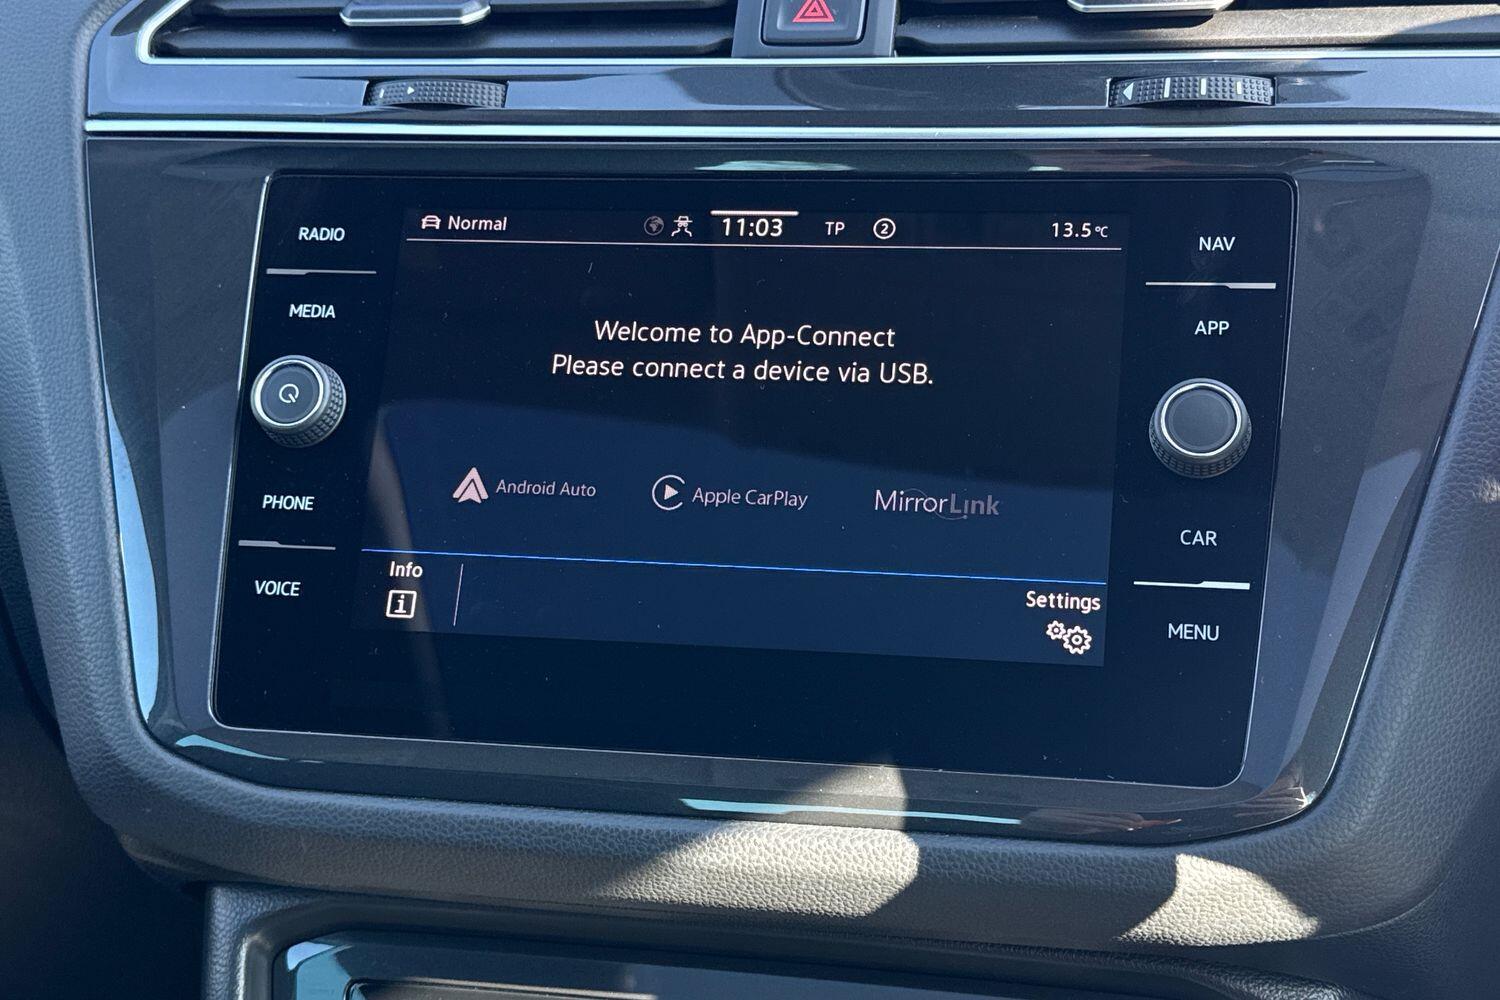 RADIO
MEDIA
PHONE
VOICE
Normal
11:03
TP
2
13.5°C
Welcome to App-Connect
Please connect a device via USB.
Android Auto
Apple CarPlay
MirrorLink
Info
i
Settings
NAV
APP
CAR
MENU